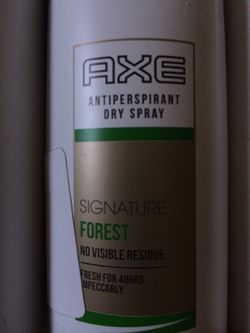 AXE
ANTIPERSPIRANT
DRY SPRAY
SIGNATURE
FOREST
NO VISIBLE RESIDUE
FRESH FOR 48HRS.
IMPECCABLY.